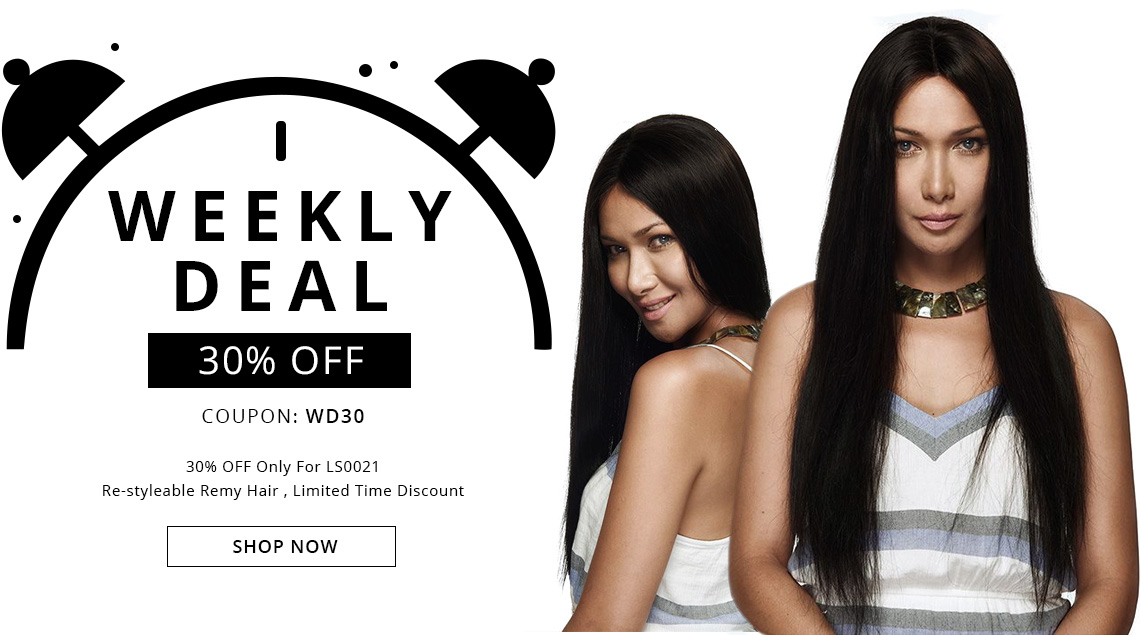 WEEKLY
DEAL
30% OFF
COUPON: WD30
30% OFF Only For LS0021
Re-styleable Remy Hair , Limited Time Discount
SHOP NOW